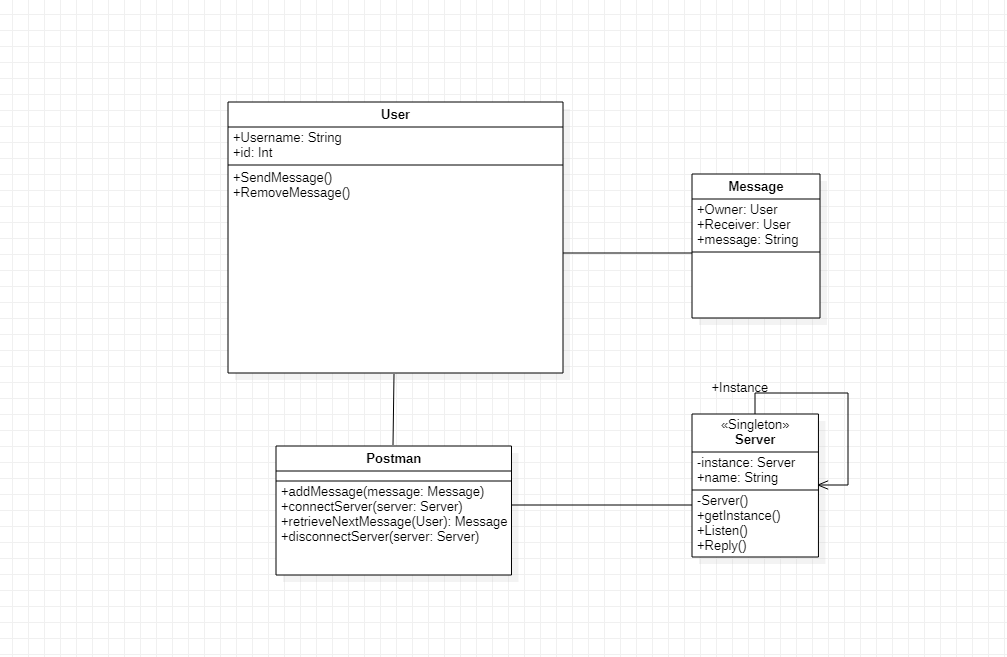 User
+Username: String
+id: Int
+SendMessage()
+RemoveMessage()
Message
+Owner: User
+Receiver: User
+message: String
+Instance
«Singleton»
Server
-instance: Server
+name: String
-Server()
+getInstance()
+Listen()
+Reply()
Postman
+addMessage(message: Message)
+connectServer(server: Server)
+retrieveNextMessage(User): Message
+disconnectServer(server: Server)